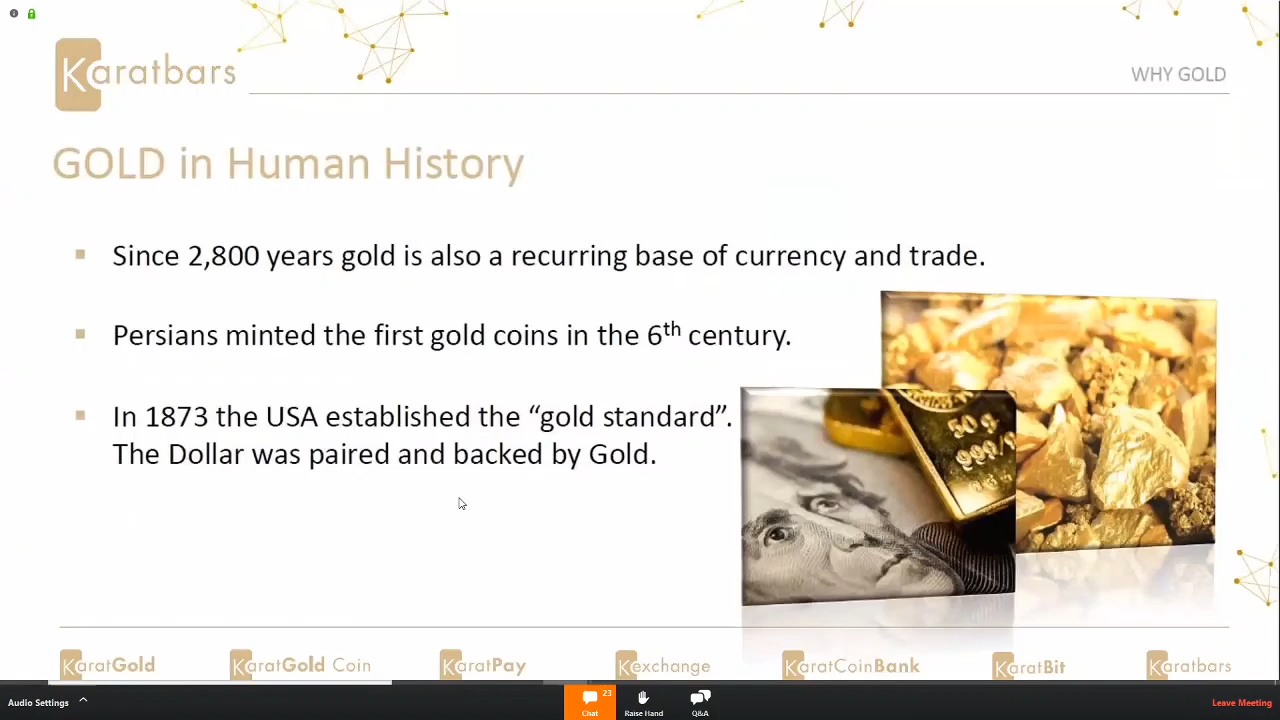 Karatbars
WHY GOLD
GOLD in Human History
Since 2,800 years gold is also a recurring base of currency and trade.
Persians minted the first gold coins in the 6th century.
In 1873 the USA established the “gold standard”.
The Dollar was paired and backed by Gold.
50 g
999/
KaratGold
KaratGold Coin
KaratPay
Kexchange
KaratCoinBank
KaratBit
Karatbars
Audio Settings
23
Chat
Raise Hand
Q&A
Leave Meeting